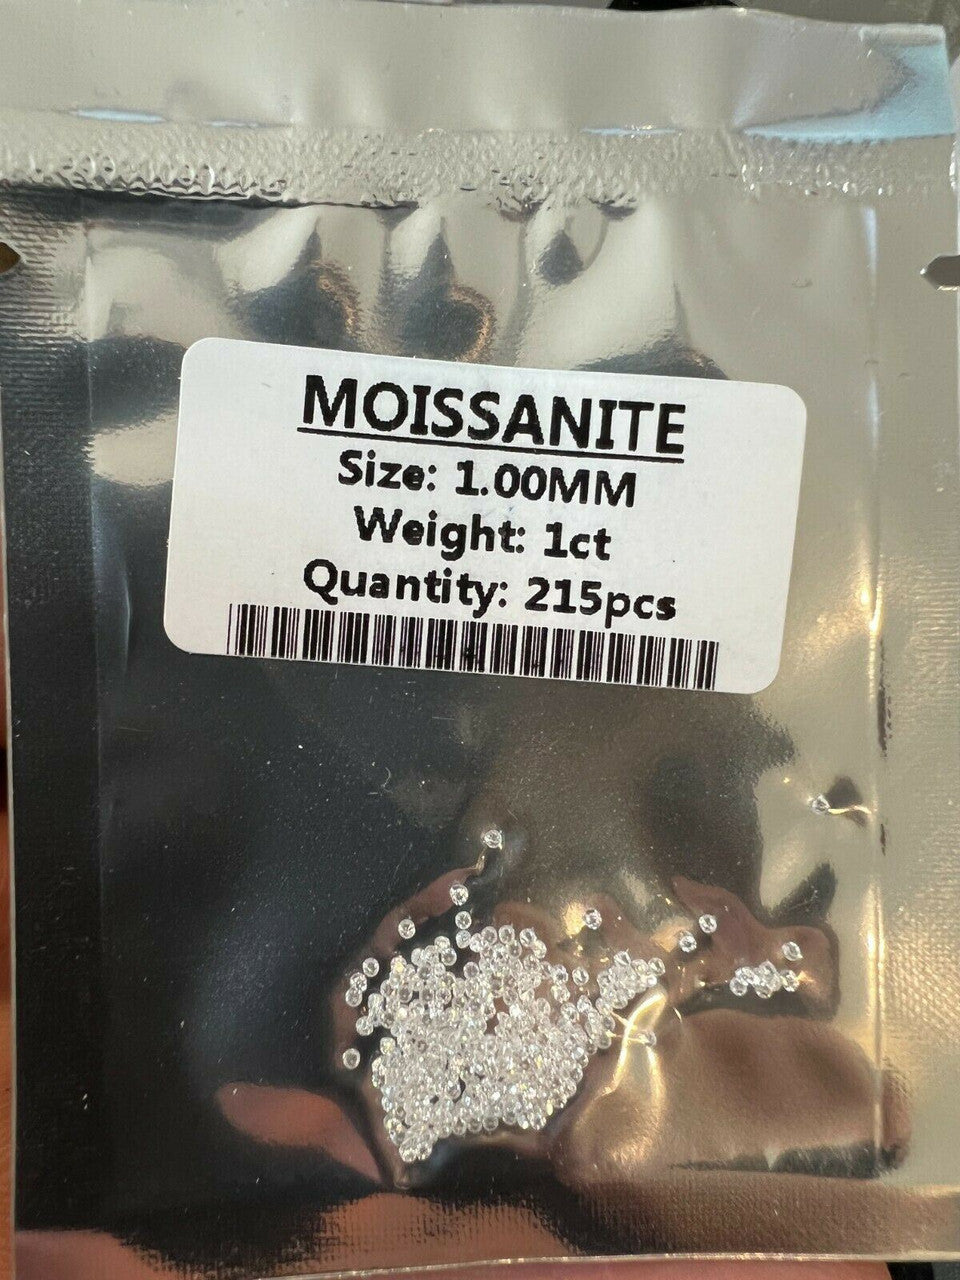 MOISSANITE
Size: 1.00MM
Weight: 1ct
Quantity: 215pcs